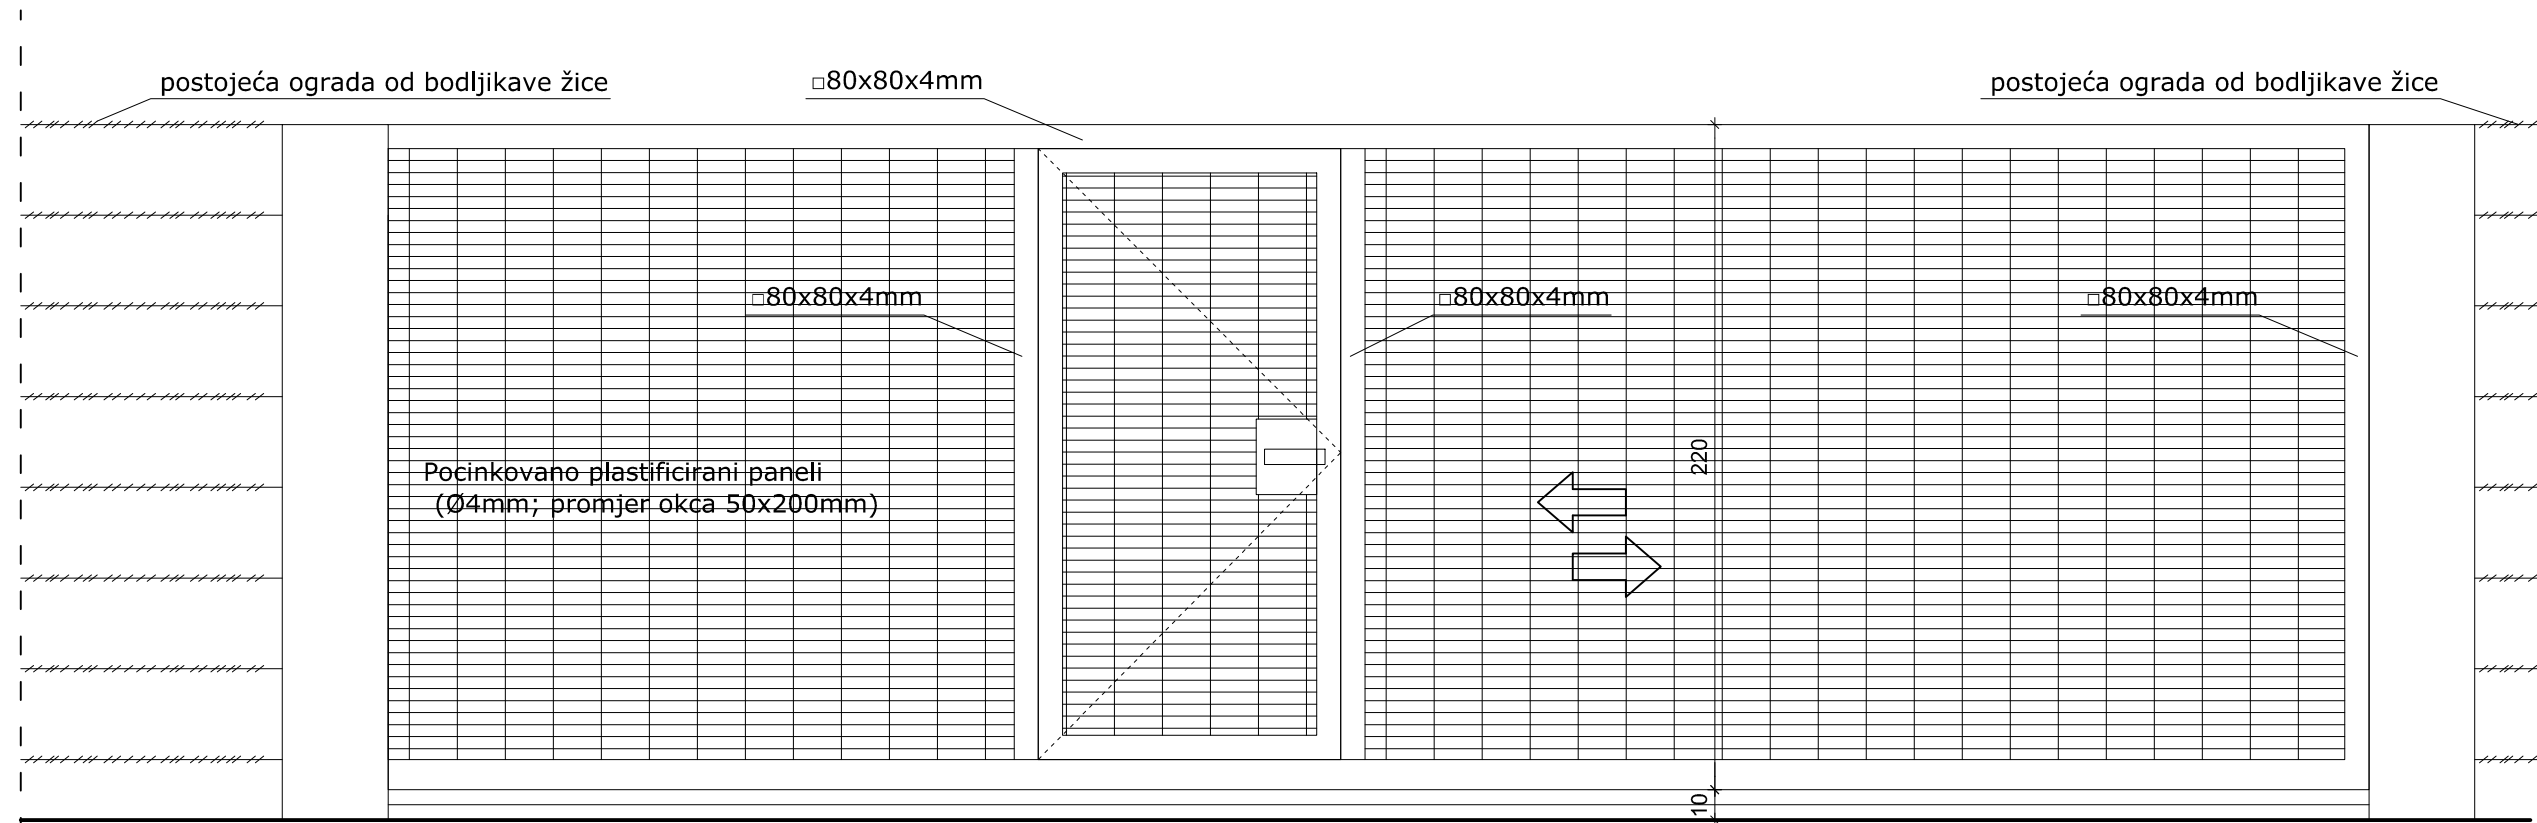 postojeća ograda od bodljikave žice
□80x80x4mm
postojeća ograda od bodljikave žice
□80x80x4mm
□80x80x4mm
□80x80x4mm
220
Pocinkovano plastificirani paneli
(Ø4mm; promjer okca 50x200mm)
10